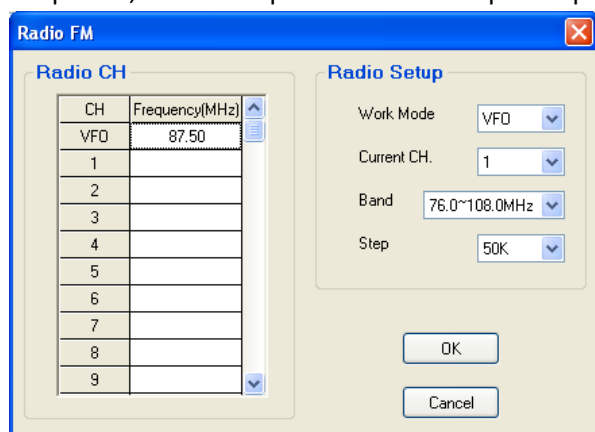 Radio FM
Radio CH
CH Frequency(MHz)
VFO 87.50
1
2
3
4
5
6
7
8
9
Radio Setup
Work Mode VFO
Current CH. 1
Band 76.0~108.0MHz
Step 50K
OK
Cancel